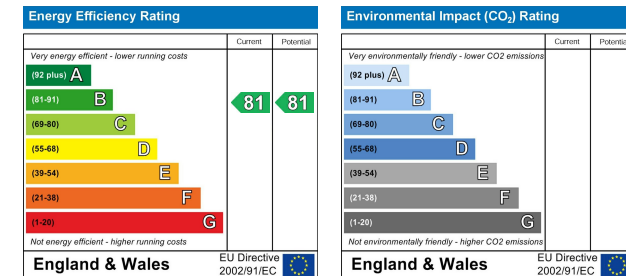 Energy Efficiency Rating
Current Potential
Very energy efficient - lower running costs
(92 plus) A
(81-91) B
81 81
(69-80) C
(55-68) D
(39-54) E
(21-38) F
(1-20) G
Not energy efficient - higher running costs
England & Wales
EU Directive
2002/91/EC
Environmental Impact (CO2) Rating
Current Potential
Very environmentally friendly - lower CO2 emissions
(92 plus) A
(81-91) B
(69-80) C
(55-68) D
(39-54) E
(21-38) F
(1-20) G
Not environmentally friendly - higher CO2 emissions
England & Wales
EU Directive
2002/91/EC